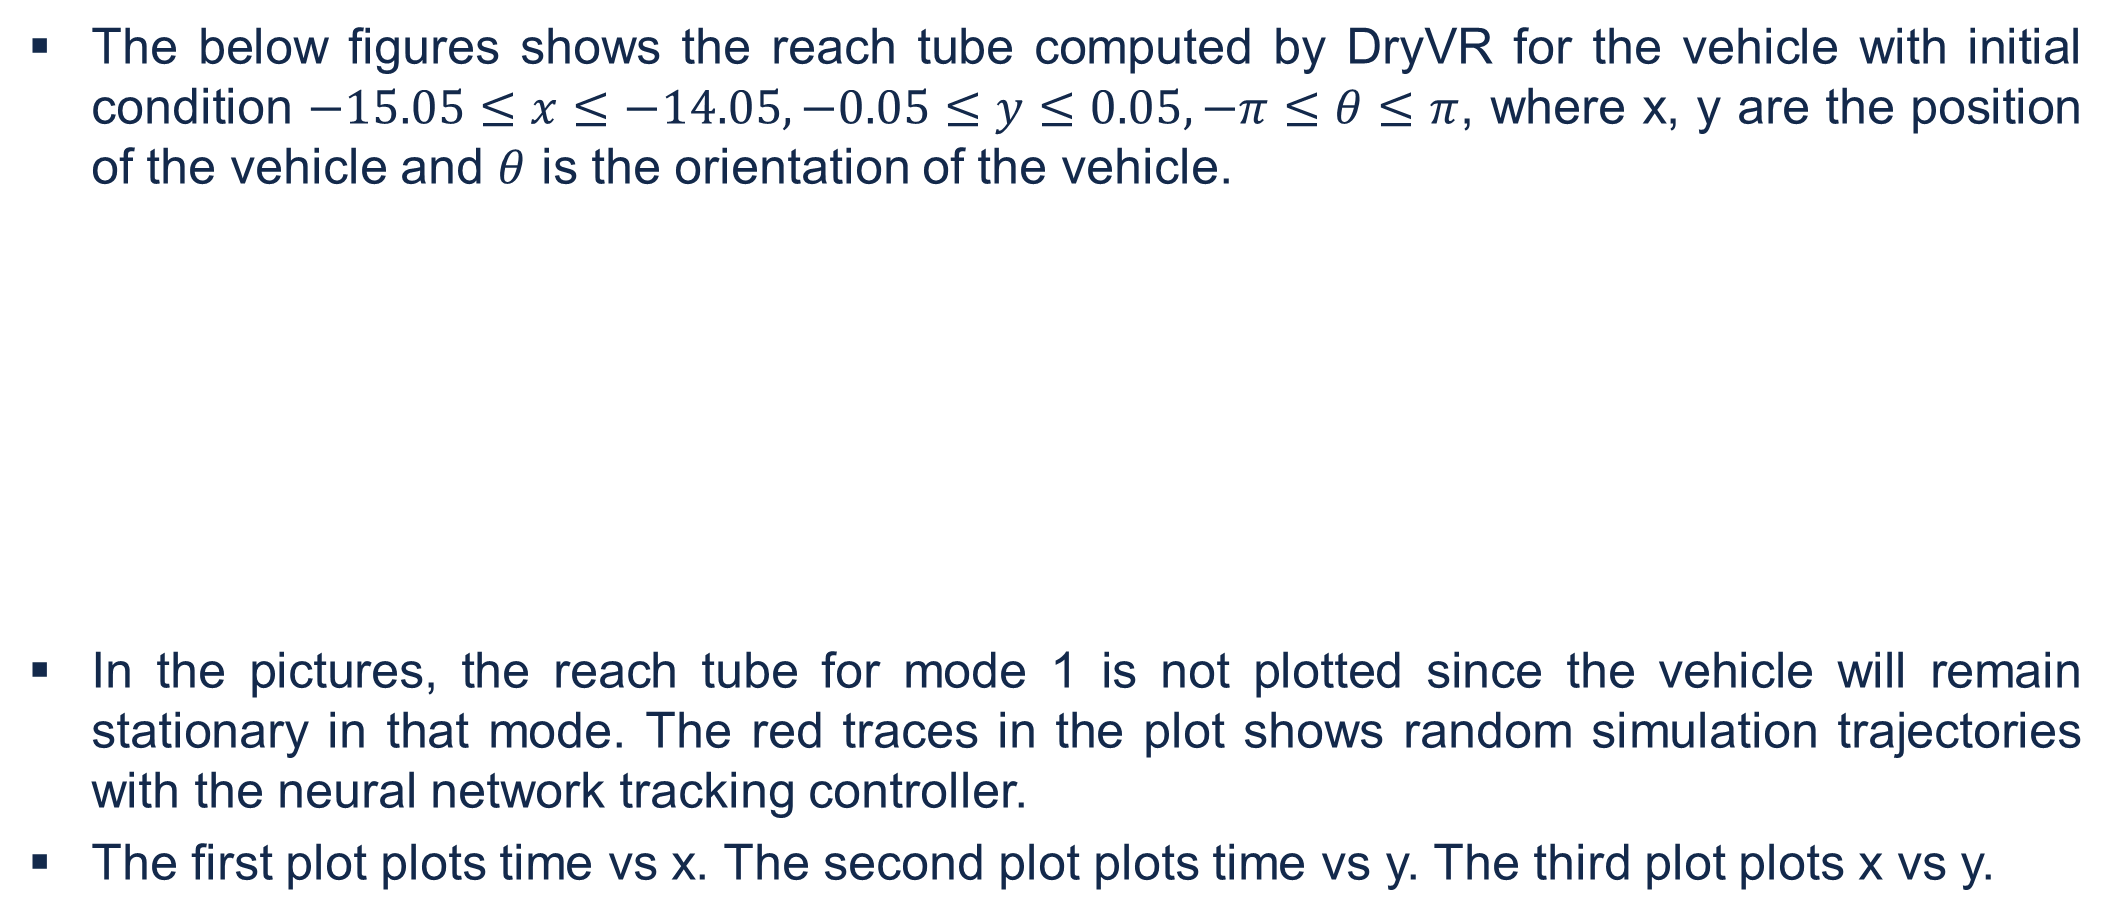 ▪ The below figures shows the reach tube computed by DryVR for the vehicle with initial
condition −15.05 ≤ x ≤ −14.05, −0.05 ≤ y ≤ 0.05, −π ≤ θ ≤ π, where x, y are the position
of the vehicle and θ is the orientation of the vehicle.
▪ In the pictures, the reach tube for mode 1 is not plotted since the vehicle will remain
stationary in that mode. The red traces in the plot shows random simulation trajectories
with the neural network tracking controller.
▪ The first plot plots time vs x. The second plot plots time vs y. The third plot plots x vs y.